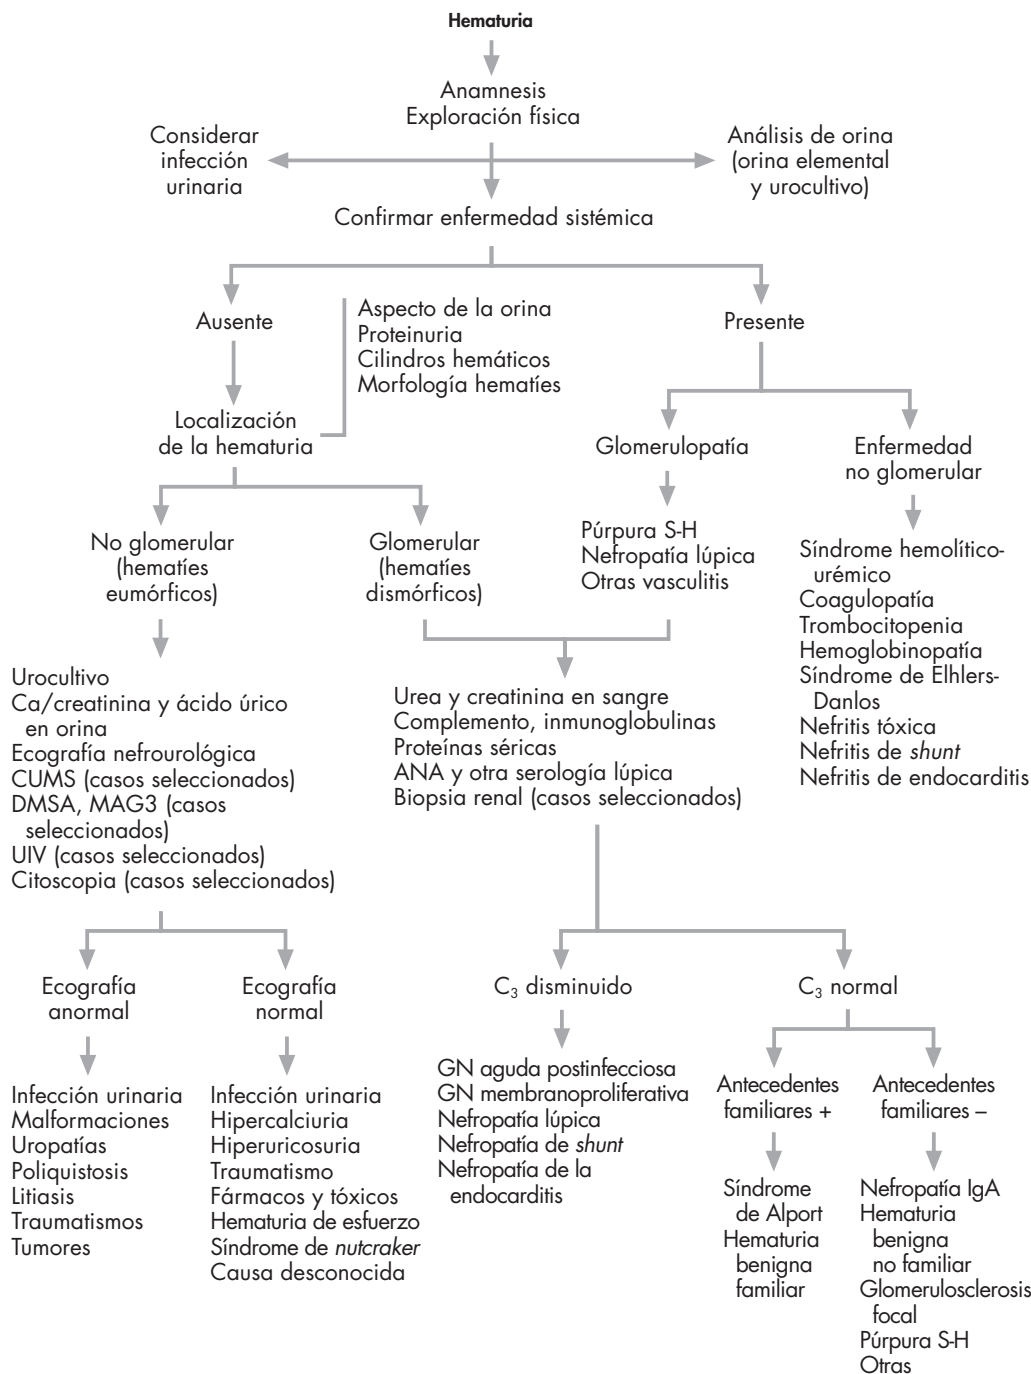 Hematuria
Anamnesis
Exploración física
Considerar
infección
urinaria
Análisis de orina
(orina elemental
y urocultivo)
Confirmar enfermedad sistémica
Ausente
Aspecto de la orina
Proteinuria
Cilindros hemáticos
Morfología hematíes
Presente
Localización
de la hematuria
Glomerulopatía
Enfermedad
no glomerular
No glomerular
(hematíes
eumórficos)
Glomerular
(hematíes
dismórficos)
Púrpura S-H
Nefropatía lúpica
Otras vasculitis
Síndrome hemolítico-
urémico
Coagulopatía
Trombocitopenia
Hemoglobinopatía
Síndrome de Elhlers-
Danlos
Nefritis tóxica
Nefritis de shunt
Nefritis de endocarditis
Urocultivo
Ca/creatinina y ácido úrico
en orina
Ecografía nefrourológica
CUMS (casos seleccionados)
DMSA, MAG3 (casos
seleccionados)
UIV (casos seleccionados)
Citoscopia (casos seleccionados)
Urea y creatinina en sangre
Complemento, inmunoglobulinas
Proteínas séricas
ANA y otra serología lúpica
Biopsia renal (casos seleccionados)
Ecografía
anormal
Ecografía
normal
C₃ disminuido
C₃ normal
Infección urinaria
Malformaciones
Uropatías
Poliquistosis
Litiasis
Traumatismos
Tumores
Infección urinaria
Hipercalciuria
Hiperuricosuria
Traumatismo
Fármacos y tóxicos
Hematuria de esfuerzo
Síndrome de nutcraker
Causa desconocida
GN aguda postinfecciosa
GN membranoproliferativa
Nefropatía lúpica
Nefropatía de shunt
Nefropatía de la
endocarditis
Antecedentes
familiares +
Antecedentes
familiares –
Síndrome
de Alport
Hematuria
benigna
familiar
Nefropatía IgA
Hematuria
benigna
no familiar
Glomerulosclerosis
focal
Púrpura S-H
Otras